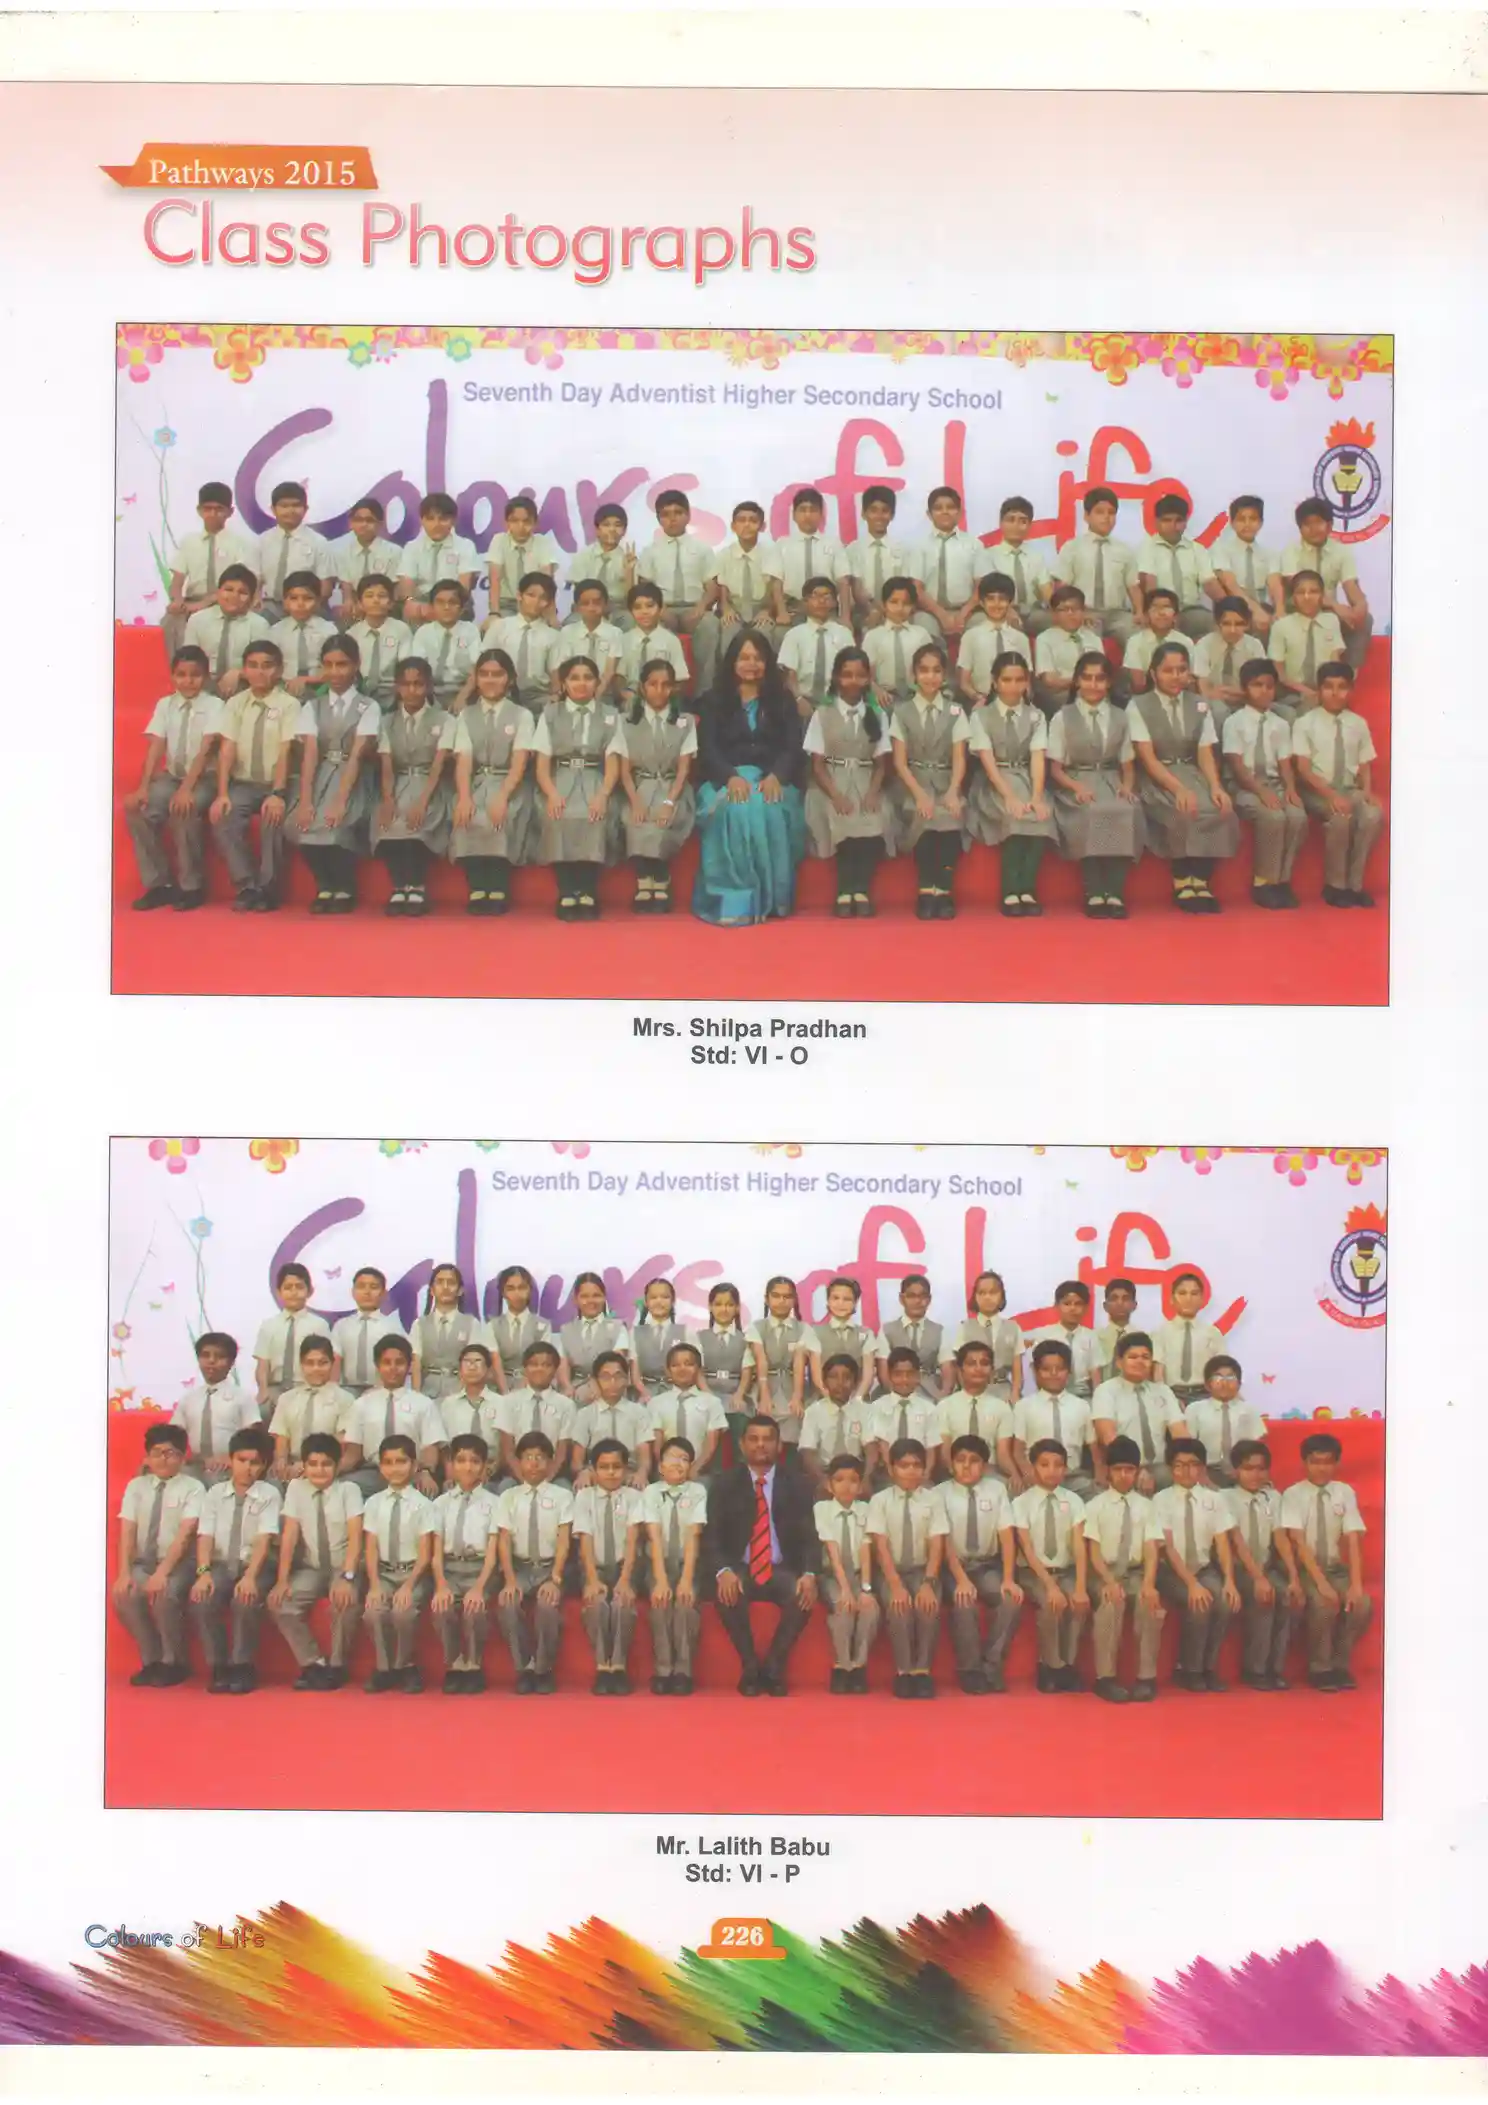 Pathways 2015
Class Photographs
Seventh Day Adventist Higher Secondary School
Colours of Life
Mrs. Shilpa Pradhan
Std: VI - O
Seventh Day Adventist Higher Secondary School
Colours of Life
Mr. Lalith Babu
Std: VI - P
Colours of Life
226